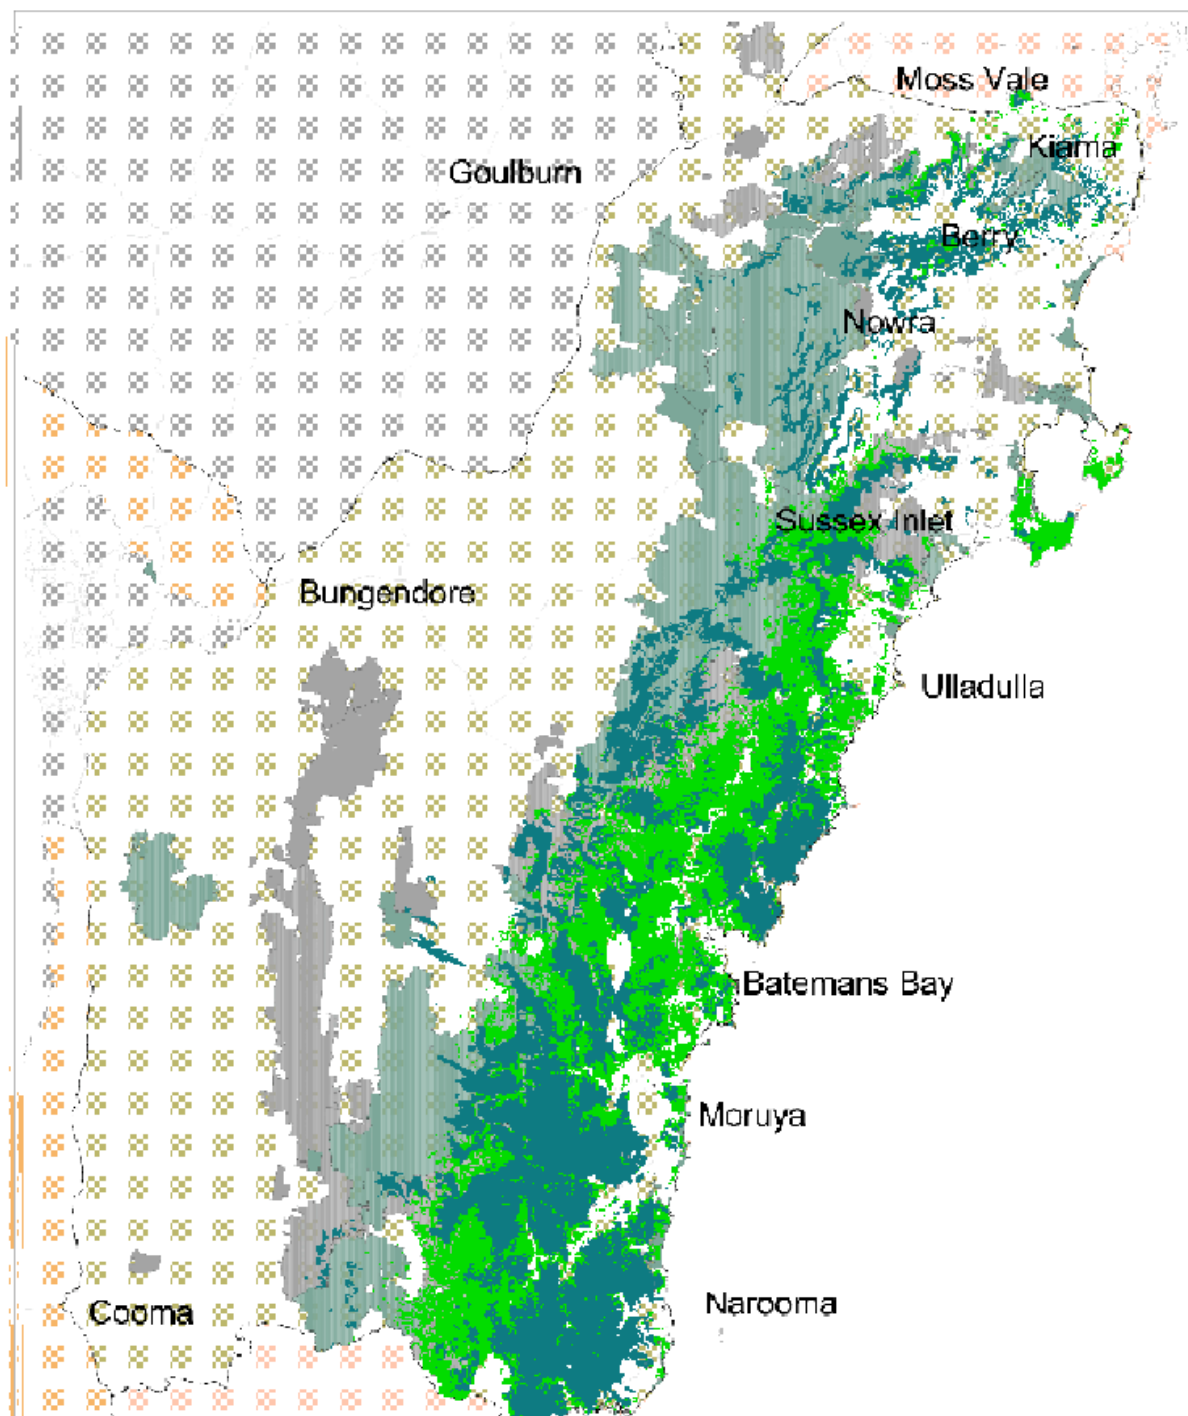 Moss Vale
Kiama
Goulburn
Berry
Nowra
Sussex Inlet
Bungendore
Ulladulla
Batemans Bay
Moruya
Narooma
Cooma